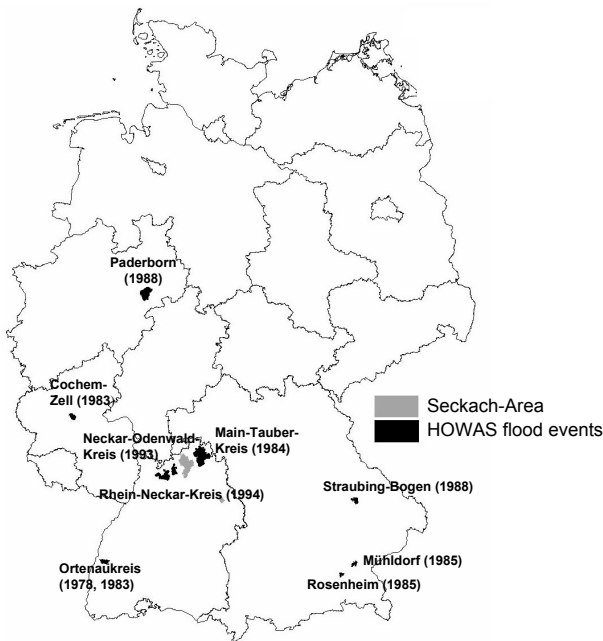 Paderborn
(1988)
Cochem-
Zell (1983)
Seckach-Area
HOWAS flood events
Neckar-Odenwald-
Kreis (1993)
Main-Tauber-
Kreis (1984)
Rhein-Neckar-Kreis (1994)
Straubing-Bogen (1988)
Ortenaukreis
(1978, 1983)
Mühldorf (1985)
Rosenheim (1985)